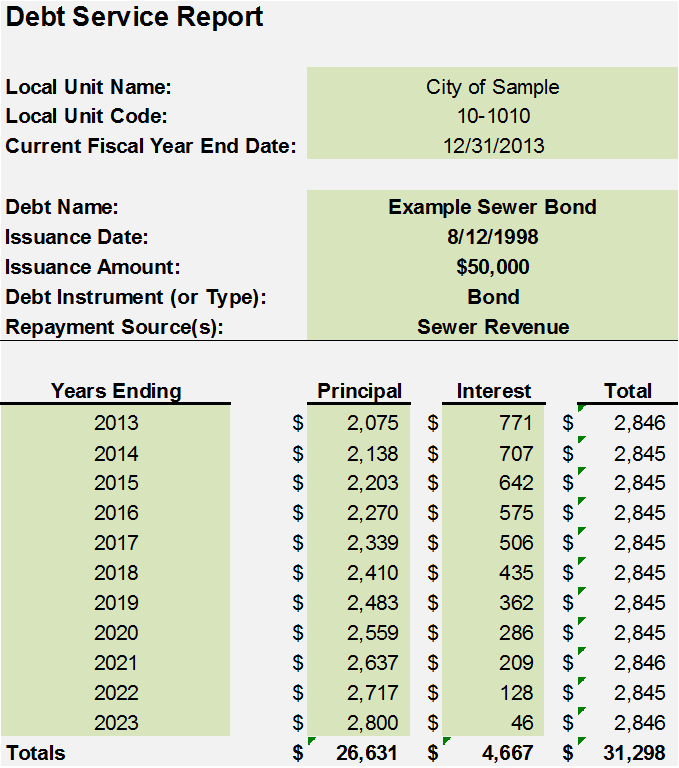 Debt Service Report
Local Unit Name: City of Sample
Local Unit Code: 10-1010
Current Fiscal Year End Date: 12/31/2013
Debt Name: Example Sewer Bond
Issuance Date: 8/12/1998
Issuance Amount: $50,000
Debt Instrument (or Type): Bond
Repayment Source(s): Sewer Revenue
Years Ending Principal Interest Total
2013 $ 2,075 $ 771 $ 2,846
2014 $ 2,138 $ 707 $ 2,845
2015 $ 2,203 $ 642 $ 2,845
2016 $ 2,270 $ 575 $ 2,845
2017 $ 2,339 $ 506 $ 2,845
2018 $ 2,410 $ 435 $ 2,845
2019 $ 2,483 $ 362 $ 2,845
2020 $ 2,559 $ 286 $ 2,845
2021 $ 2,637 $ 209 $ 2,846
2022 $ 2,717 $ 128 $ 2,845
2023 $ 2,800 $ 46 $ 2,846
Totals $ 26,631 $ 4,667 $ 31,298